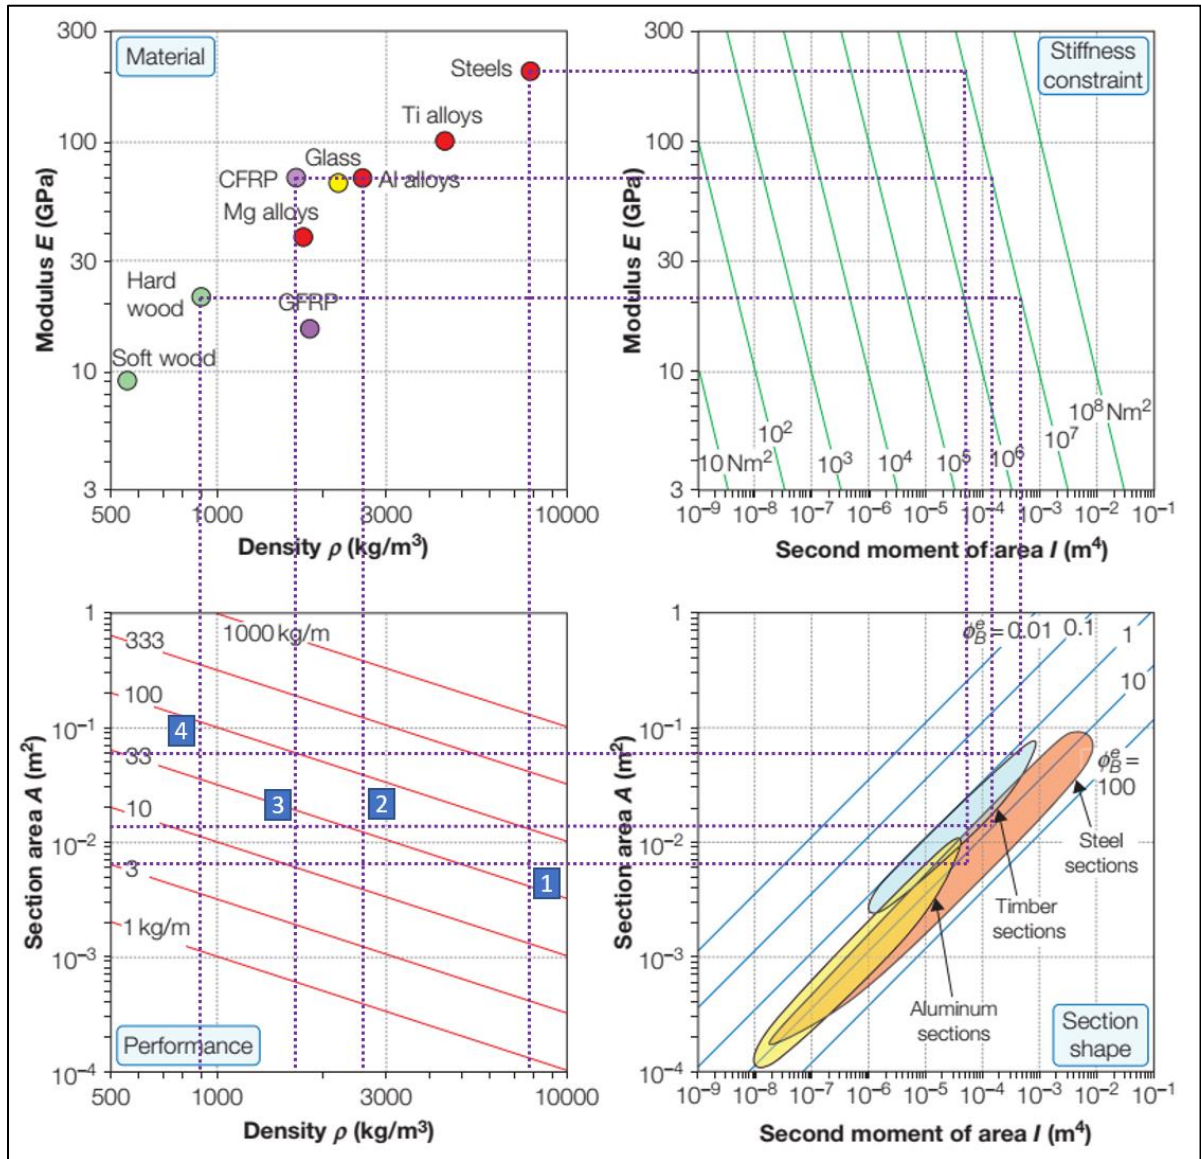 Material
Modulus E (GPa)
300
100
30
10
3
Steels
Ti alloys
Glass
CFRP
Al alloys
Mg alloys
Hard
wood
GFRP
Soft wood
500
1000
3000
10000
Density ρ (kg/m³)
Stiffness
constraint
Modulus E (GPa)
300
100
30
10
3
10 Nm²
10²
10³
10⁴
10⁵
10⁶
10⁷
10⁸ Nm²
10⁻⁹
10⁻⁸
10⁻⁷
10⁻⁶
10⁻⁵
10⁻⁴
10⁻³
10⁻²
10⁻¹
Second moment of area I (m⁴)
Section area A (m²)
1
10⁻¹
10⁻²
10⁻³
10⁻⁴
1000 kg/m
333
100
33
10
3
1 kg/m
4
3
2
1
Performance
500
1000
3000
10000
Density ρ (kg/m³)
Section area A (m²)
1
10⁻¹
10⁻²
10⁻³
10⁻⁴
ϕᵉ_B = 0.01
0.1
1
10
ϕᵉ_B =
100
Steel
sections
Timber
sections
Aluminum
sections
Section
shape
10⁻⁹
10⁻⁸
10⁻⁷
10⁻⁶
10⁻⁵
10⁻⁴
10⁻³
10⁻²
10⁻¹
Second moment of area I (m⁴)